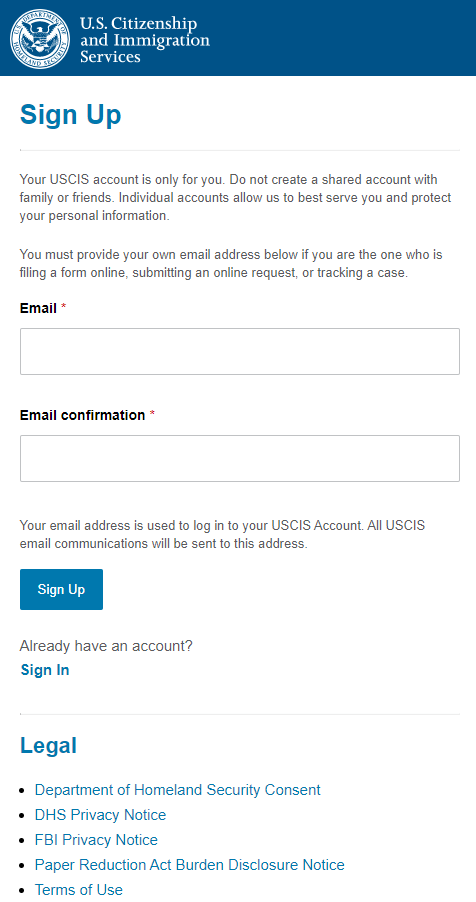 U.S. DEPARTMENT OF
HOMELAND SECURITY
U.S. Citizenship
and Immigration
Services
Sign Up
Your USCIS account is only for you. Do not create a shared account with
family or friends. Individual accounts allow us to best serve you and protect
your personal information.
You must provide your own email address below if you are the one who is
filing a form online, submitting an online request, or tracking a case.
Email *
Email confirmation *
Your email address is used to log in to your USCIS Account. All USCIS
email communications will be sent to this address.
Sign Up
Already have an account?
Sign In
Legal
Department of Homeland Security Consent
DHS Privacy Notice
FBI Privacy Notice
Paper Reduction Act Burden Disclosure Notice
Terms of Use